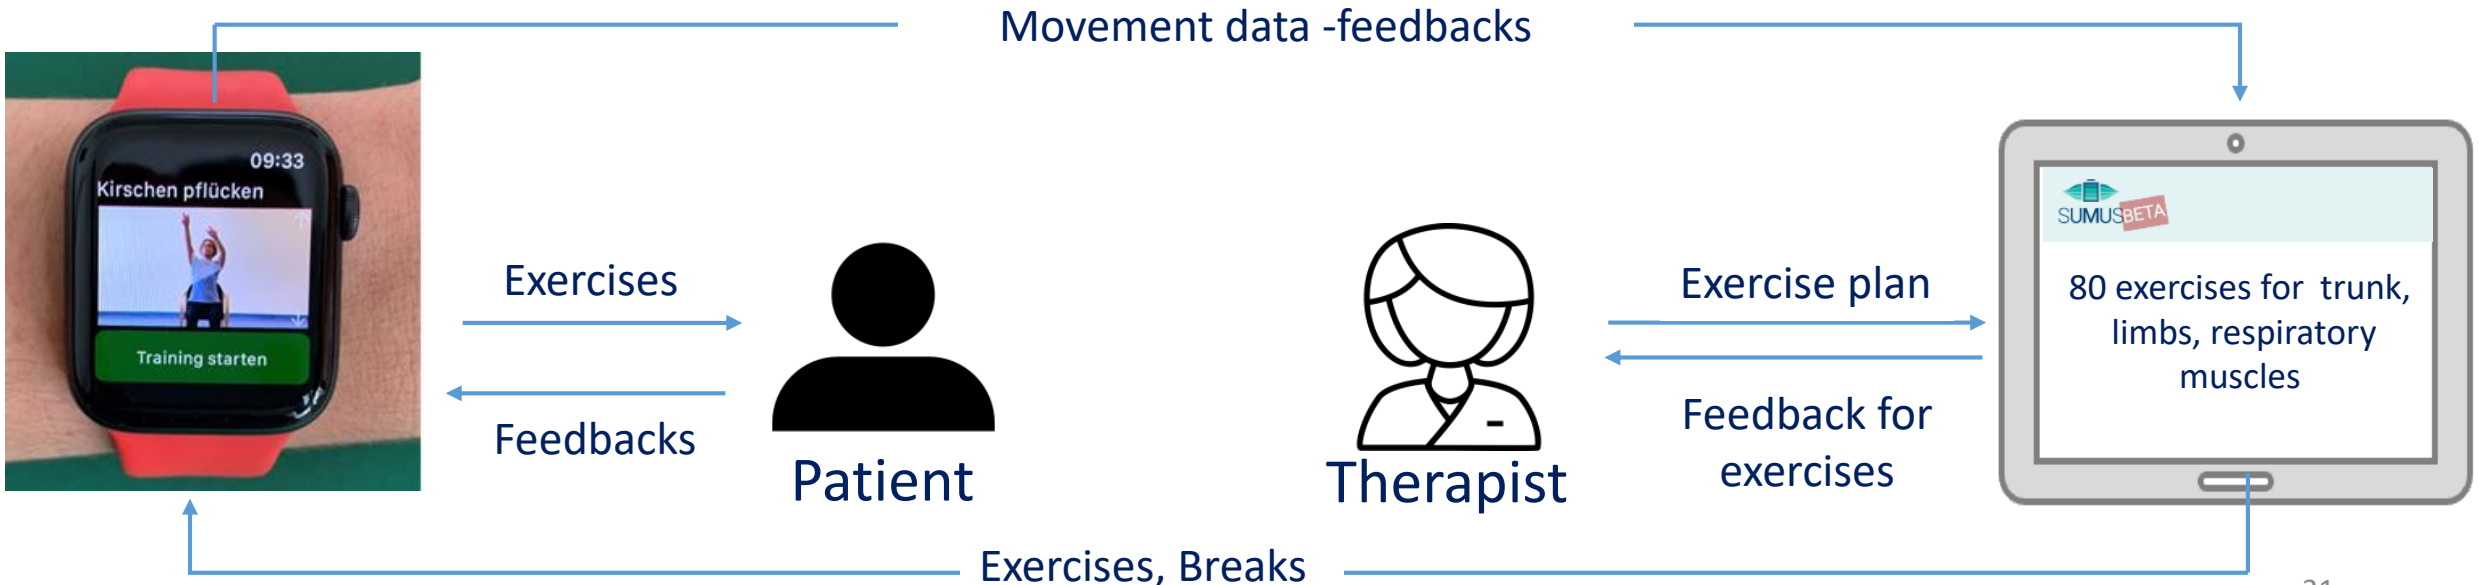 Movement data -feedbacks
09:33
Kirschen pflücken
Training starten
Exercises
Feedbacks
Patient
Therapist
Exercise plan
Feedback for
exercises
SUMUS BETA
80 exercises for trunk,
limbs, respiratory
muscles
Exercises, Breaks